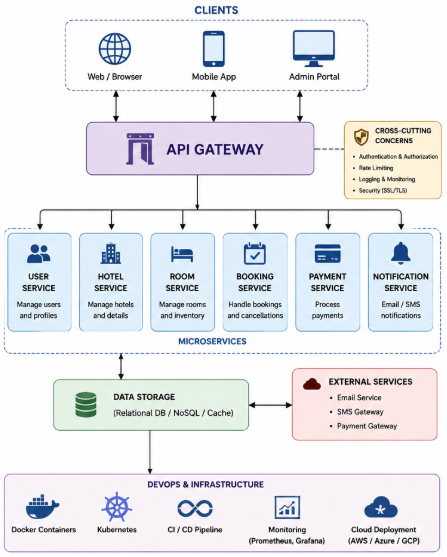 CLIENTS
Web / Browser
Mobile App
Admin Portal
API GATEWAY
CROSS-CUTTING
CONCERNS
• Authentication & Authorization
• Rate Limiting
• Logging & Monitoring
• Security (SSL/TLS)
USER
SERVICE
Manage users
and profiles
HOTEL
SERVICE
Manage hotels
and details
ROOM
SERVICE
Manage rooms
and inventory
BOOKING
SERVICE
Handle bookings
and cancellations
PAYMENT
SERVICE
Process
payments
NOTIFICATION
SERVICE
Email / SMS
notifications
MICROSERVICES
DATA STORAGE
(Relational DB / NoSQL / Cache)
EXTERNAL SERVICES
• Email Service
• SMS Gateway
• Payment Gateway
DEVOPS & INFRASTRUCTURE
Docker Containers
Kubernetes
CI / CD Pipeline
Monitoring
(Prometheus, Grafana)
Cloud Deployment
(AWS / Azure / GCP)